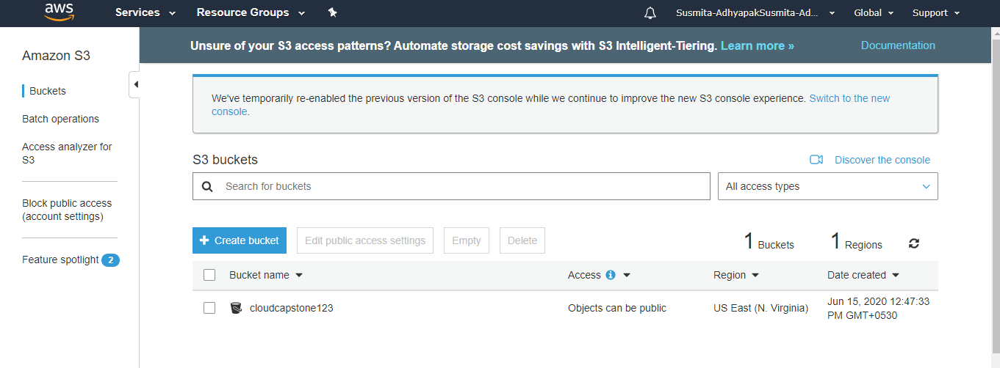 aws Services Resource Groups Susmita-AdhyapakSusmita-Ad... Global Support
Amazon S3
Buckets
Batch operations
Access analyzer for
S3
Block public access
(account settings)
Feature spotlight 2
Unsure of your S3 access patterns? Automate storage cost savings with S3 Intelligent-Tiering. Learn more » Documentation
We've temporarily re-enabled the previous version of the S3 console while we continue to improve the new S3 console experience. Switch to the new
console.
S3 buckets Discover the console
Search for buckets All access types
+ Create bucket Edit public access settings Empty Delete 1 Buckets 1 Regions
Bucket name Access Region Date created
cloudcapstone123 Objects can be public US East (N. Virginia) Jun 15, 2020 12:47:33
PM GMT+0530